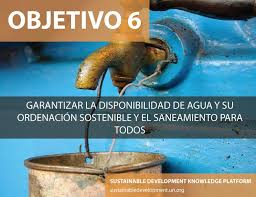 OBJETIVO 6
GARANTIZAR LA DISPONIBILIDAD DE AGUA Y SU
ORDENACIÓN SOSTENIBLE Y EL SANEAMIENTO PARA
TODOS
SUSTAINABLE DEVELOPMENT KNOWLEDGE PLATFORM
sustainabledevelopment.un.org